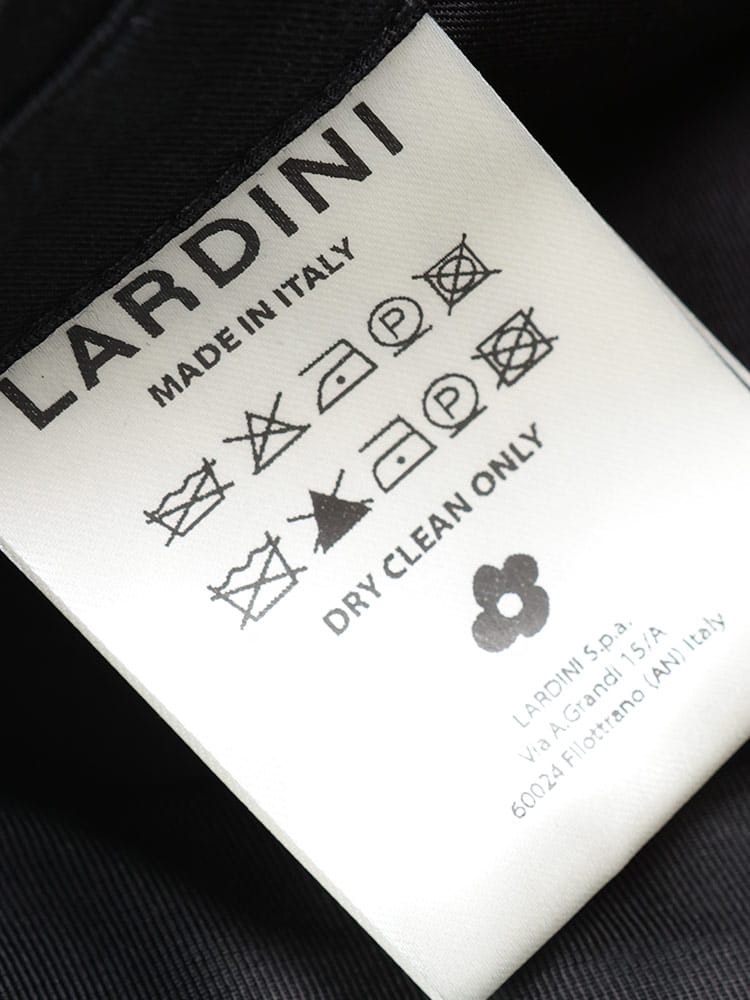 LARDINI
MADE IN ITALY
P
P
DRY CLEAN ONLY
LARDINI S.p.a.
Via A.Grandi 15/A
60024 Filottrano (AN) Italy